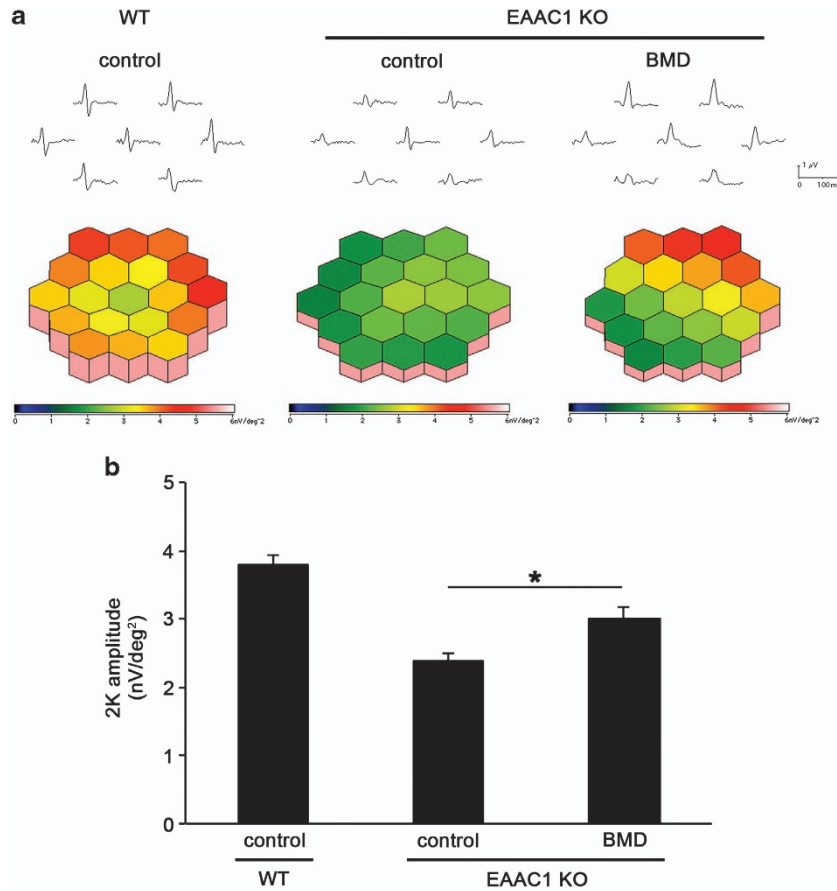 a
WT
EAAC1 KO
control
control
BMD
1 µV
0 100m
0 1 2 3 4 5 6nV/deg^2
0 1 2 3 4 5 6nV/deg^2
0 1 2 3 4 5 6nV/deg^2
b
2K amplitude
(nV/deg²)
5
4
3
2
1
0
*
control
control
BMD
WT
EAAC1 KO